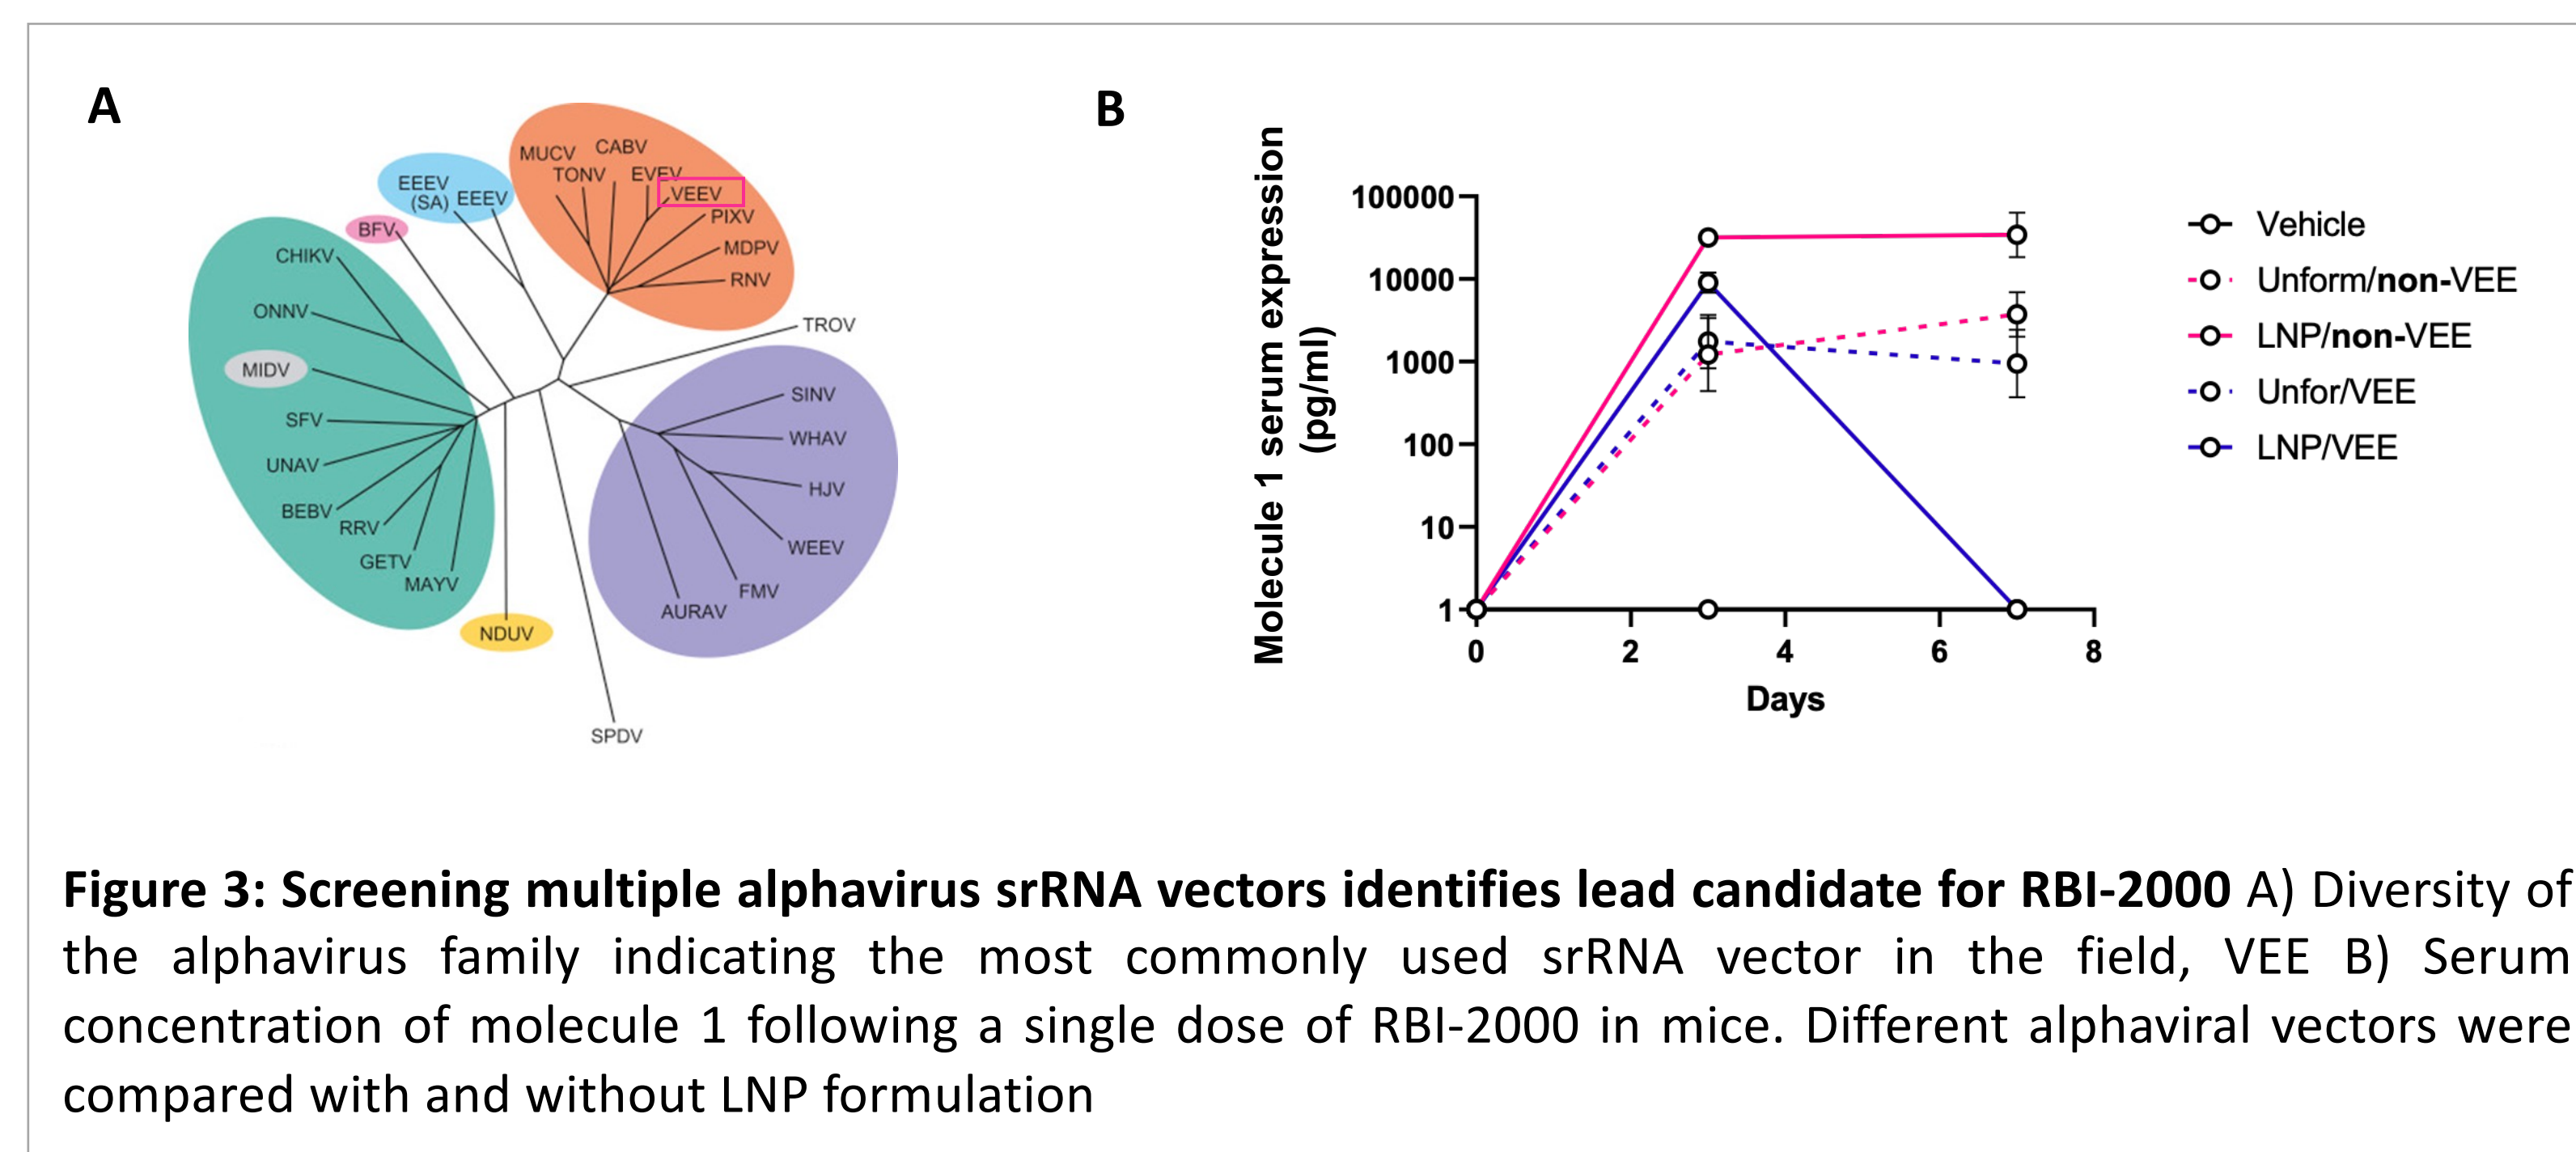 A
MUCV
CABV
TONV
EVEV
VEEV
PIXV
MDPV
RNV
EEEV
(SA)
EEEV
BFV
CHIKV
ONNV
MIDV
SFV
UNAV
BEBV
RRV
GETV
MAYV
NDUV
SPDV
TROV
SINV
WHAV
HJV
WEEV
FMV
AURAV
B
Molecule 1 serum expression
(pg/ml)
100000
10000
1000
100
10
1
0
2
4
6
8
Days
Vehicle
Unform/non-VEE
LNP/non-VEE
Unfor/VEE
LNP/VEE
Figure 3: Screening multiple alphavirus srRNA vectors identifies lead candidate for RBI-2000 A) Diversity of
the alphavirus family indicating the most commonly used srRNA vector in the field, VEE B) Serum
concentration of molecule 1 following a single dose of RBI-2000 in mice. Different alphaviral vectors were
compared with and without LNP formulation